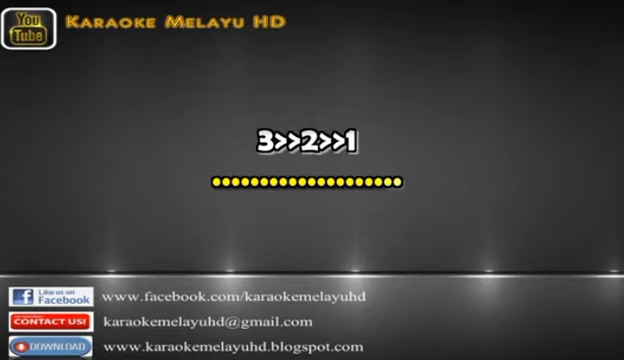 You
Tube
Karaoke Melayu HD
3>>2>>1
Like us on
Facebook
www.facebook.com/karaokemelayuhd
CONTACT US!
karaokemelayuhd@gmail.com
DOWNLOAD
www.karaokemelayuhd.blogspot.com